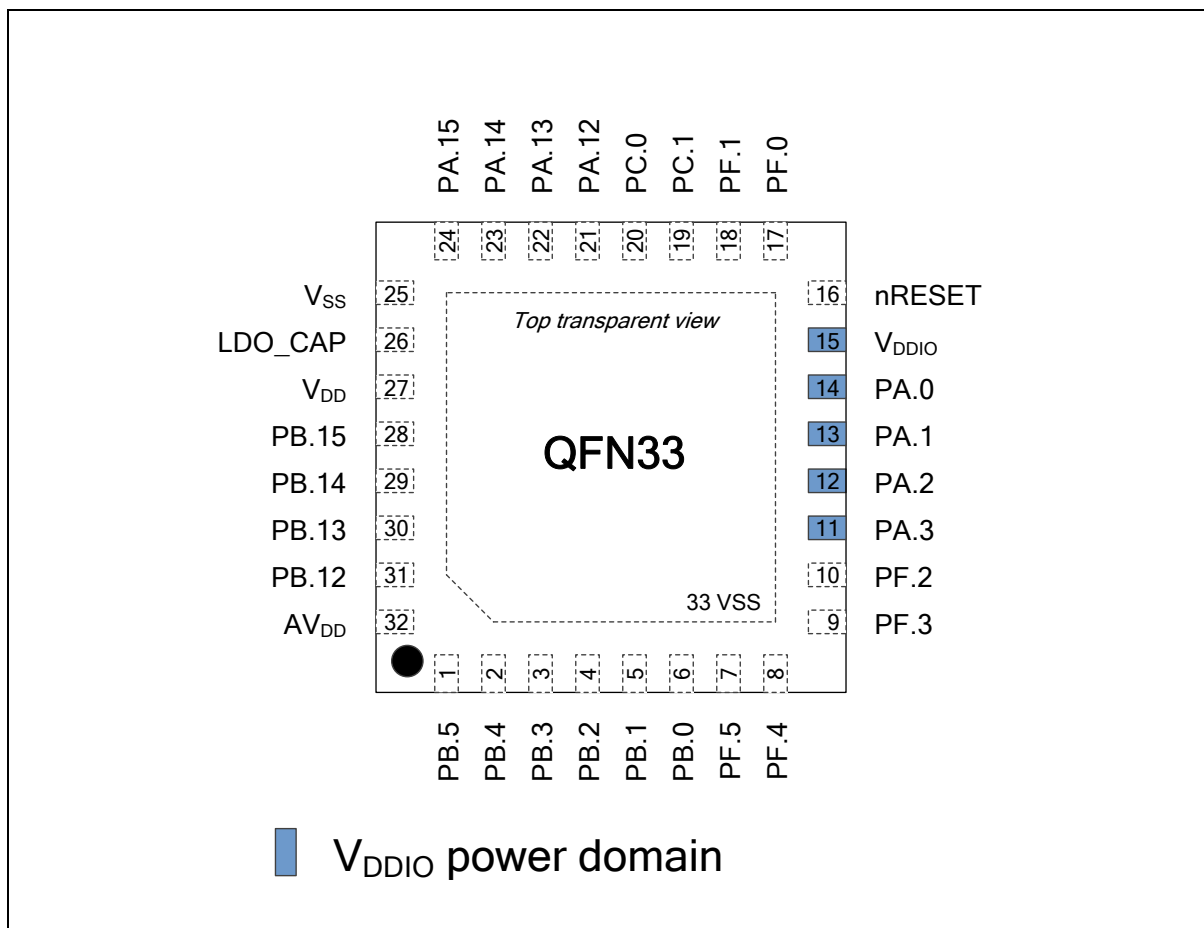 PA.15
PA.14
PA.13
PA.12
PC.0
PC.1
PF.1
PF.0
24
23
22
21
20
19
18
17
VSS 25
LDO_CAP 26
VDD 27
PB.15 28
PB.14 29
PB.13 30
PB.12 31
AVDD 32
Top transparent view
QFN33
33 VSS
16 nRESET
15 VDDIO
14 PA.0
13 PA.1
12 PA.2
11 PA.3
10 PF.2
9 PF.3
1
2
3
4
5
6
7
8
PB.5
PB.4
PB.3
PB.2
PB.1
PB.0
PF.5
PF.4
VDDIO power domain